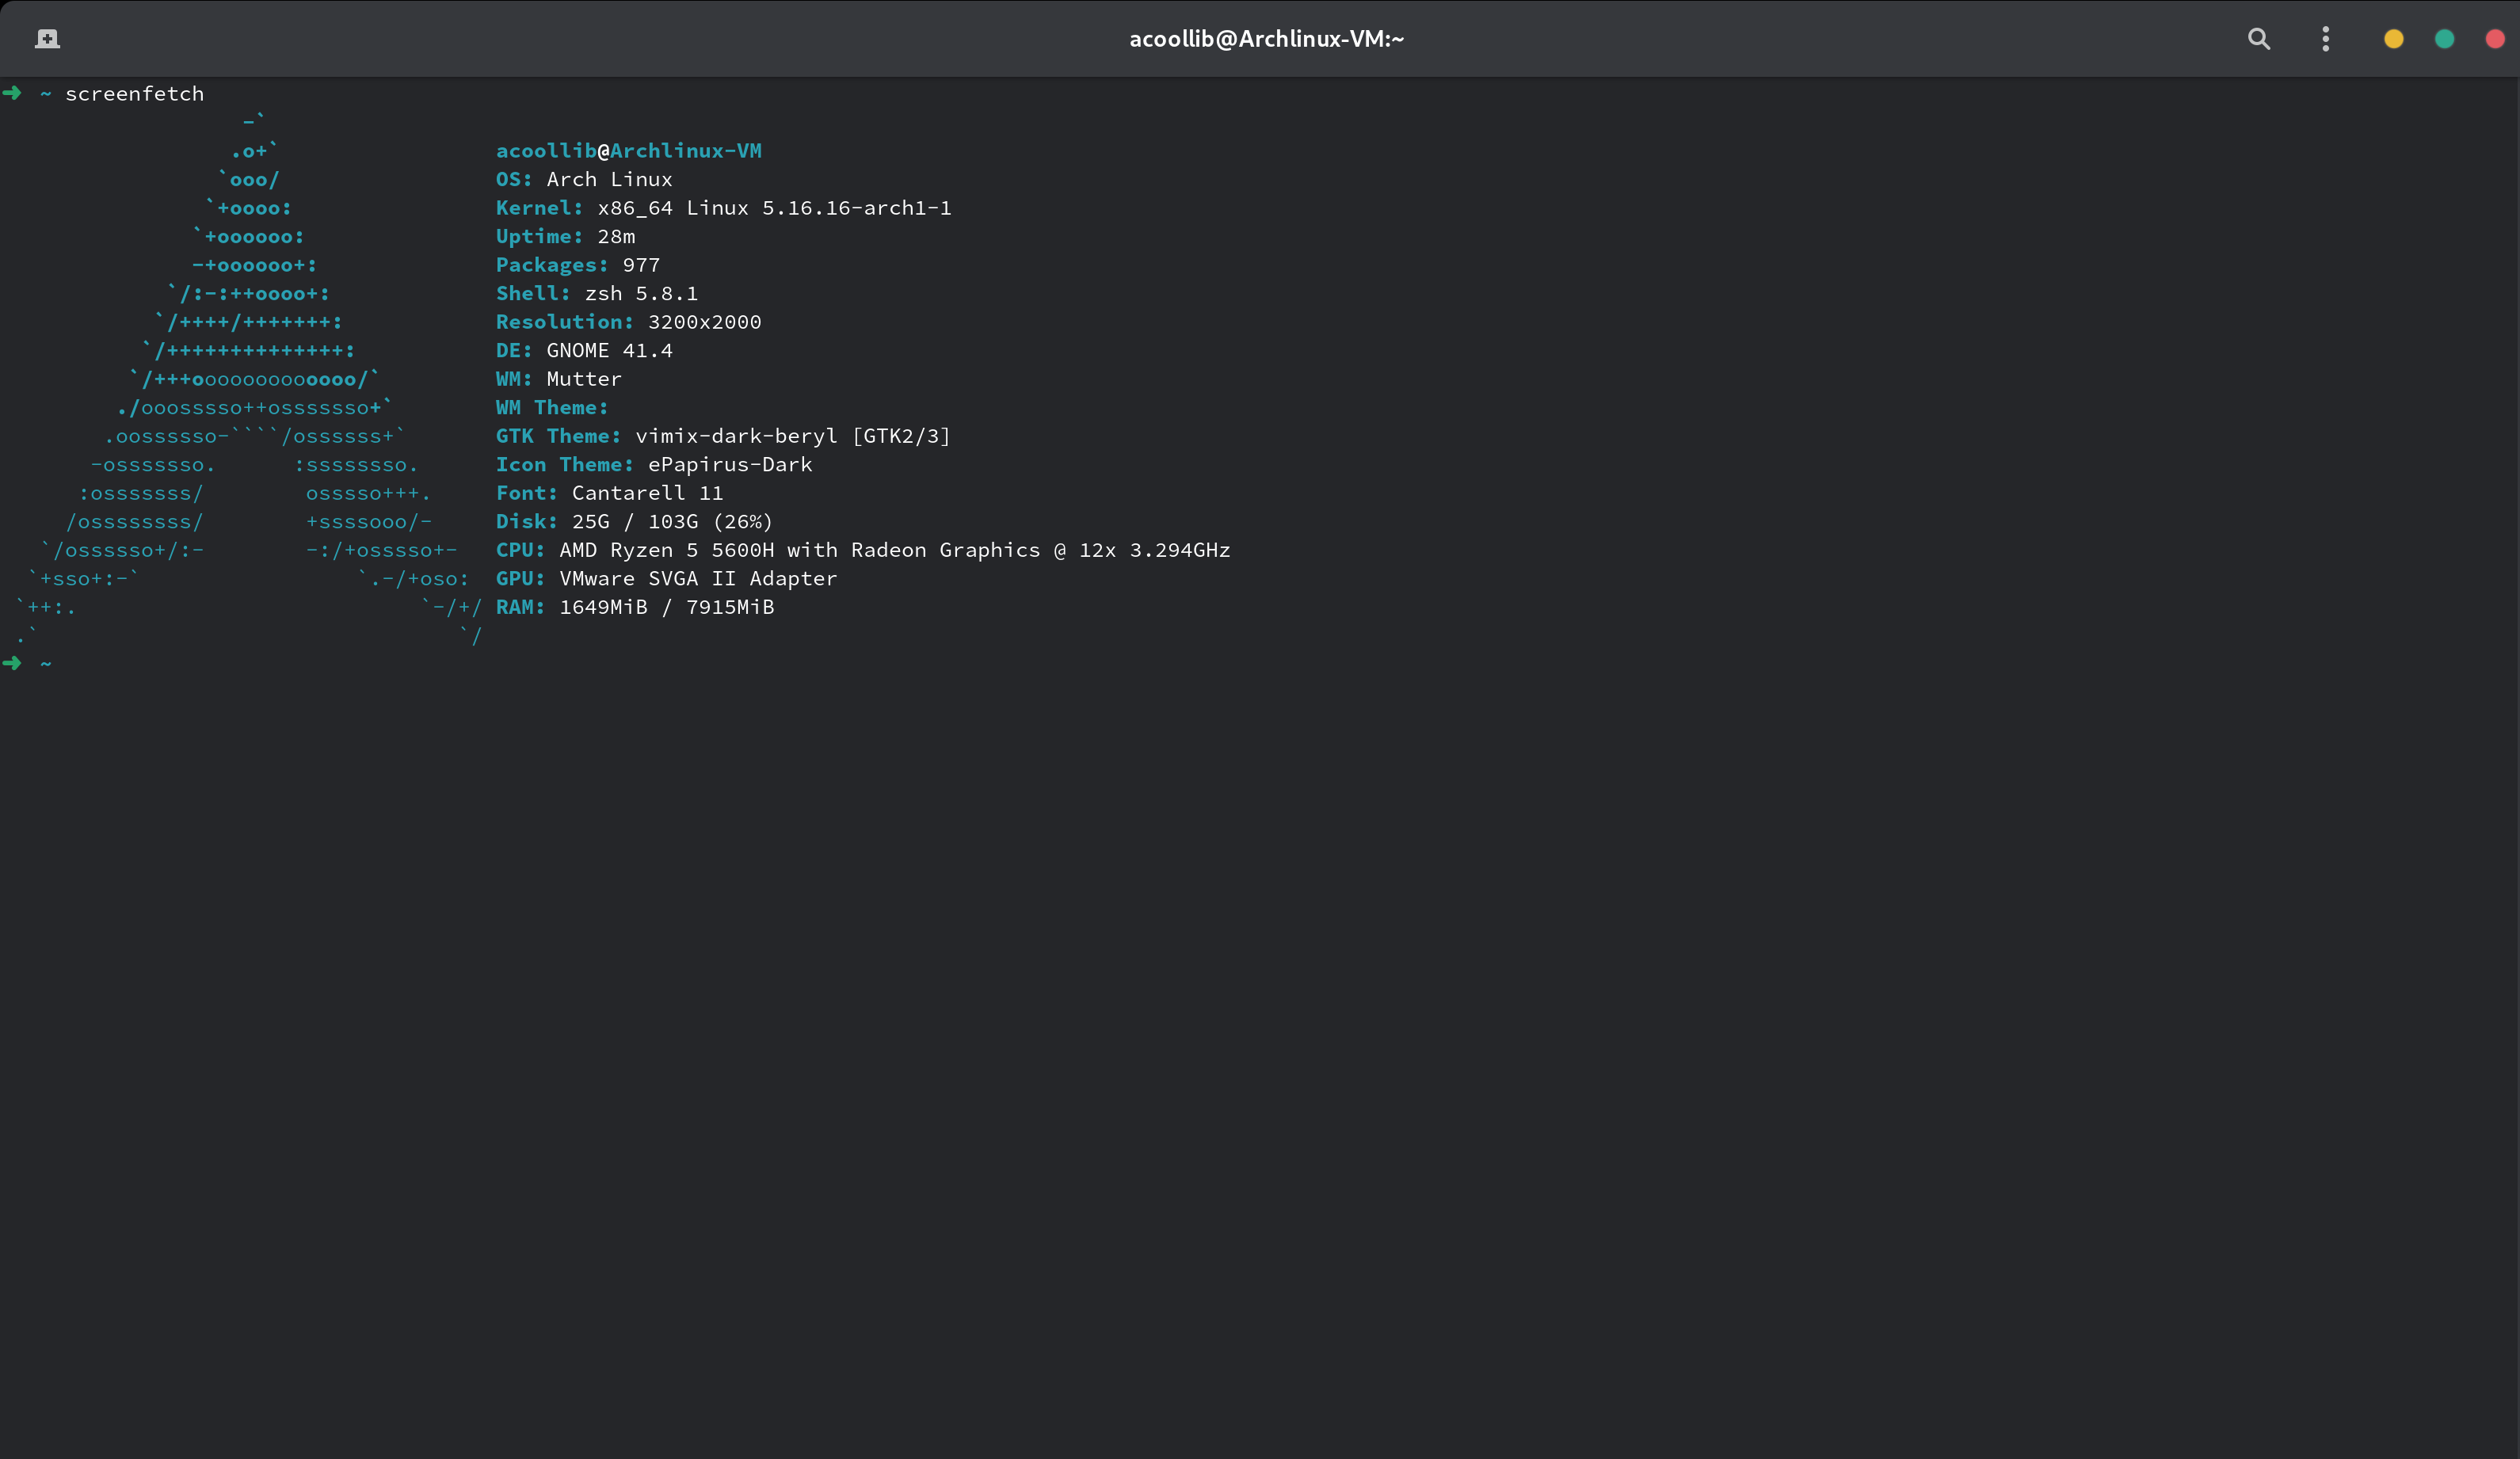 acoollib@Archlinux-VM:~
➜  ~ screenfetch
                   -`
                  .o+`                 acoollib@Archlinux-VM
                 `ooo/                 OS: Arch Linux
                `+oooo:                Kernel: x86_64 Linux 5.16.16-arch1-1
               `+oooooo:               Uptime: 28m
               -+oooooo+:              Packages: 977
             `/:-:++oooo+:             Shell: zsh 5.8.1
            `/++++/+++++++:            Resolution: 3200x2000
           `/++++++++++++++:           DE: GNOME 41.4
          `/+++ooooooooooooo/`         WM: Mutter
         ./ooosssso++osssssso+`        WM Theme:
        .oossssso-````/ossssss+`       GTK Theme: vimix-dark-beryl [GTK2/3]
       -osssssso.      :ssssssso.      Icon Theme: ePapirus-Dark
      :osssssss/        osssso+++.     Font: Cantarell 11
     /ossssssss/        +ssssooo/-     Disk: 25G / 103G (26%)
   `/ossssso+/:-        -:/+osssso+-   CPU: AMD Ryzen 5 5600H with Radeon Graphics @ 12x 3.294GHz
  `+sso+:-`                 `.-/+oso:  GPU: VMware SVGA II Adapter
 `++:.                           `-/+/ RAM: 1649MiB / 7915MiB
 .`                                 `/
➜  ~